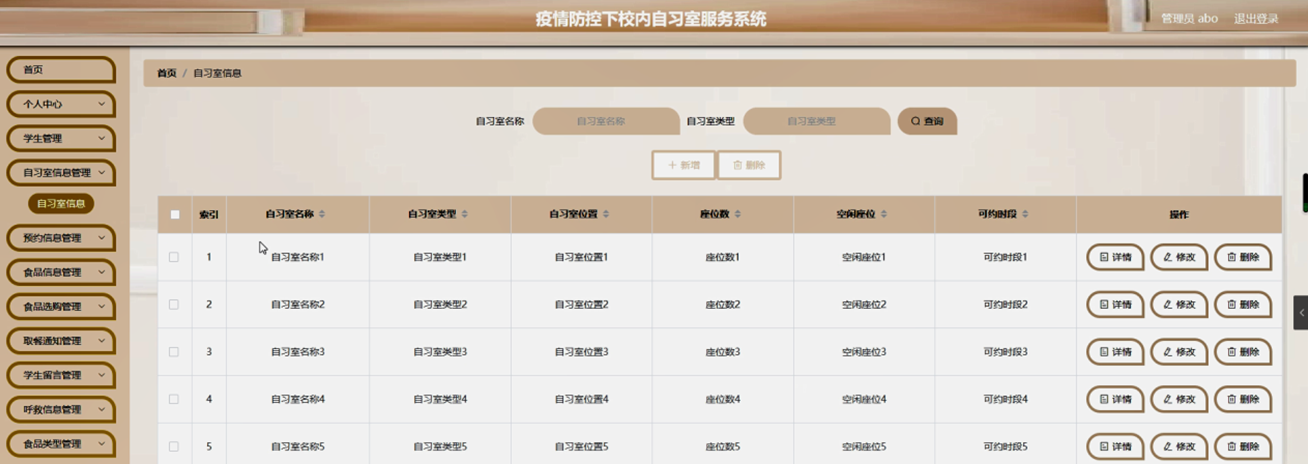 疫情防控下校内自习室服务系统
管理员 abo 退出登录
首页
个人中心
学生管理
自习室信息管理
自习室信息
预约信息管理
食品信息管理
食品选购管理
取餐通知管理
学生留言管理
呼救信息管理
食品类型管理
首页 / 自习室信息
自习室名称 自习室名称 自习室类型 自习室类型 查询
+ 新增 删除
索引 自习室名称 自习室类型 自习室位置 座位数 空闲座位 可约时段 操作
1 自习室名称1 自习室类型1 自习室位置1 座位数1 空闲座位1 可约时段1 详情 修改 删除
2 自习室名称2 自习室类型2 自习室位置2 座位数2 空闲座位2 可约时段2 详情 修改 删除
3 自习室名称3 自习室类型3 自习室位置3 座位数3 空闲座位3 可约时段3 详情 修改 删除
4 自习室名称4 自习室类型4 自习室位置4 座位数4 空闲座位4 可约时段4 详情 修改 删除
5 自习室名称5 自习室类型5 自习室位置5 座位数5 空闲座位5 可约时段5 详情 修改 删除